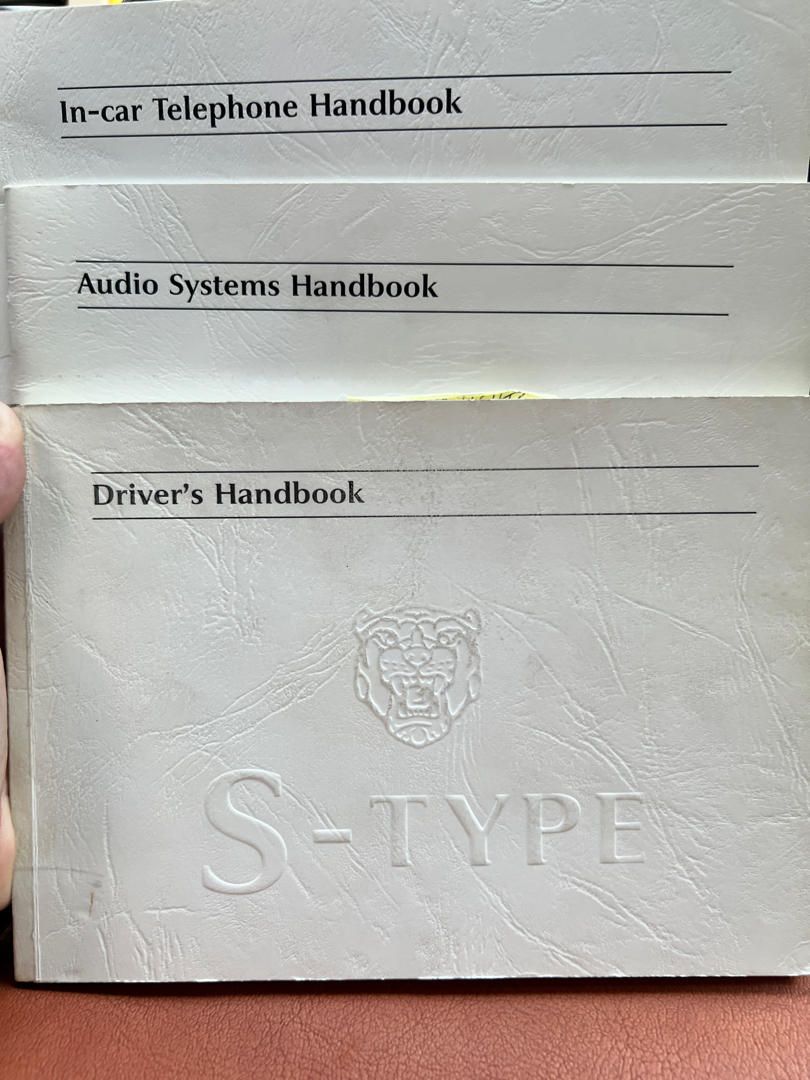 In-car Telephone Handbook
Audio Systems Handbook
Driver's Handbook
S-TYPE